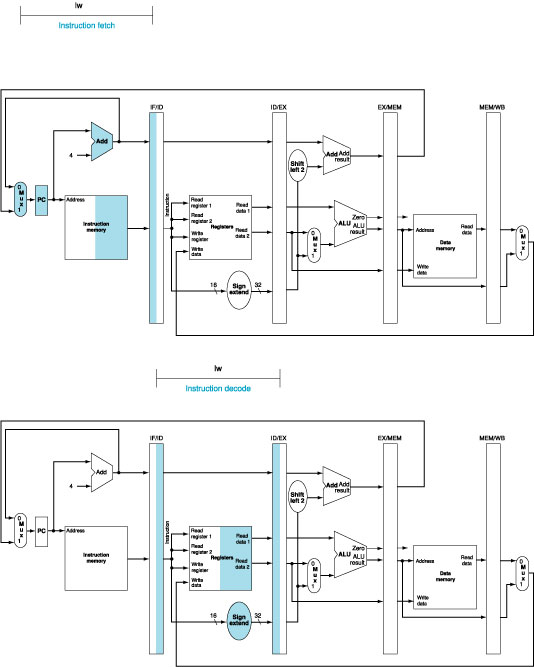 lw
Instruction fetch
IF/ID
ID/EX
EX/MEM
MEM/WB
Add
4
Add Add
result
Shift
left 2
0
M
u
x
1
PC
Address
Instruction
memory
Instruction
Read
register 1
Read
register 2
Write
register
Write
data
Registers
Read
data 1
Read
data 2
0
M
u
x
1
Zero
ALU ALU
result
Address
Read
data
Data
memory
Write
data
0
M
u
x
1
16
Sign
extend
32
lw
Instruction decode
IF/ID
ID/EX
EX/MEM
MEM/WB
Add
4
Add Add
result
Shift
left 2
0
M
u
x
1
PC
Address
Instruction
memory
Instruction
Read
register 1
Read
register 2
Write
register
Write
data
Registers
Read
data 1
Read
data 2
0
M
u
x
1
Zero
ALU ALU
result
Address
Read
data
Data
memory
Write
data
0
M
u
x
1
16
Sign
extend
32